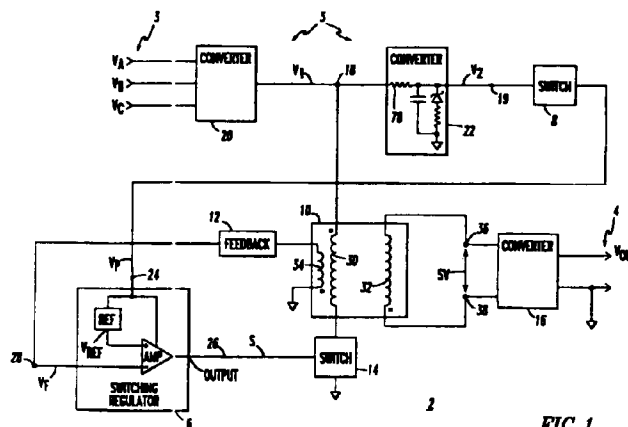 3
5
VA
VB
VC
CONVERTER
20
V1
18
CONVERTER
78
22
V2
19
SWITCH
8
12
FEEDBACK
10
34
30
32
36
SV
38
CONVERTER
16
4
VP
24
REF
VREF
AMP
28
VF
SWITCHING
REGULATOR
6
26
S
OUTPUT
SWITCH
14
2
FIG. 1